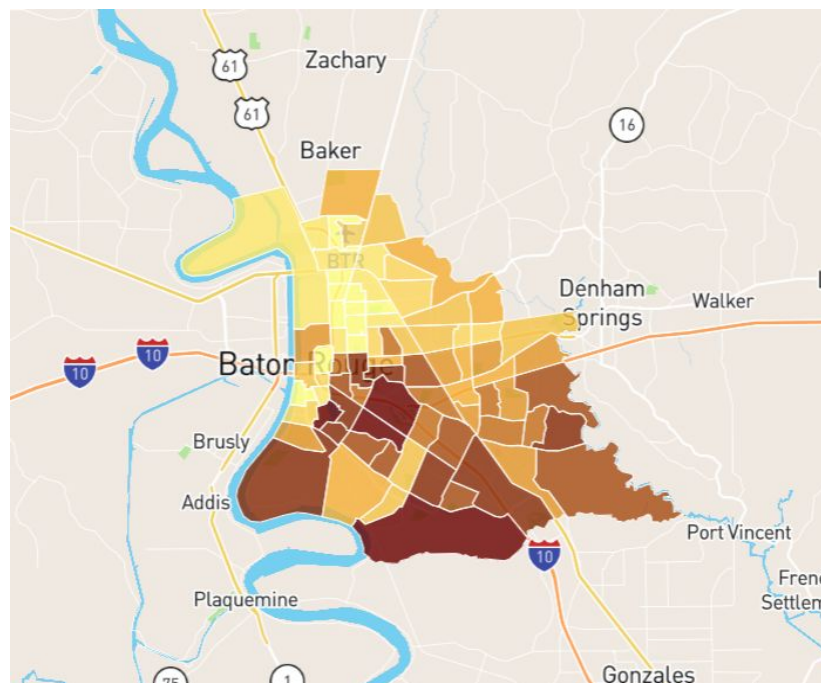 61
Zachary
61
16
Baker
BTR
Denham
Springs
Walker
10
10
Baton Rouge
Brusly
Addis
Port Vincent
10
Plaquemine
Gonzales
1